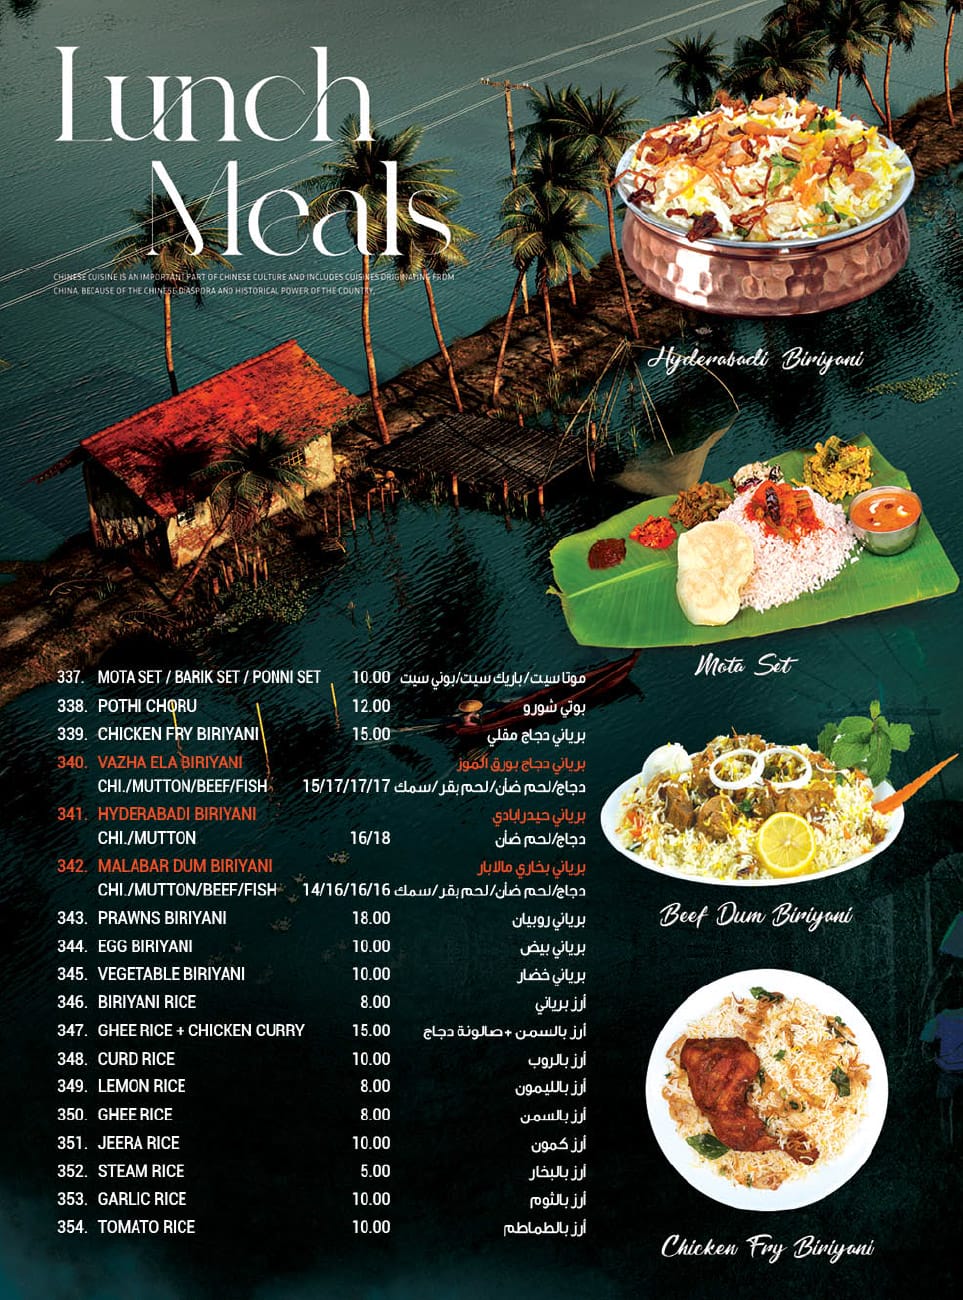 Lunch
Meals
CHINESE CUISINE IS AN IMPORTANT PART OF CHINESE CULTURE AND INCLUDES CUISINES ORIGINATING FROM
CHINA. BECAUSE OF THE CHINESE DIASPORA AND HISTORICAL POWER OF THE COUNTRY,
Hyderabadi Biriyani
Mota Set
337. MOTA SET / BARIK SET / PONNI SET 10.00 موتا سيت/باريك سيت/بوني سيت
338. POTHI CHORU 12.00 بوتي شورو
339. CHICKEN FRY BIRIYANI 15.00 برياني دجاج مقلي
340. VAZHA ELA BIRIYANI برياني دجاج بورق الموز
CHI./MUTTON/BEEF/FISH 15/17/17/17 دجاج/لحم ضأن/لحم بقر/سمك
341. HYDERABADI BIRIYANI برياني حيدرابادي
CHI./MUTTON 16/18 دجاج/لحم ضأن
342. MALABAR DUM BIRIYANI برياني بخاري مالابار
CHI./MUTTON/BEEF/FISH 14/16/16/16 دجاج/لحم ضأن/لحم بقر/سمك
343. PRAWNS BIRIYANI 18.00 برياني روبيان
344. EGG BIRIYANI 10.00 برياني بيض
345. VEGETABLE BIRIYANI 10.00 برياني خضار
346. BIRIYANI RICE 8.00 أرز برياني
347. GHEE RICE + CHICKEN CURRY 15.00 أرز بالسمن +صالونة دجاج
348. CURD RICE 10.00 أرز بالروب
349. LEMON RICE 8.00 أرز بالليمون
350. GHEE RICE 8.00 أرز بالسمن
351. JEERA RICE 10.00 أرز كمون
352. STEAM RICE 5.00 أرز بالبخار
353. GARLIC RICE 10.00 أرز بالثوم
354. TOMATO RICE 10.00 أرز بالطماطم
Beef Dum Biriyani
Chicken Fry Biriyani